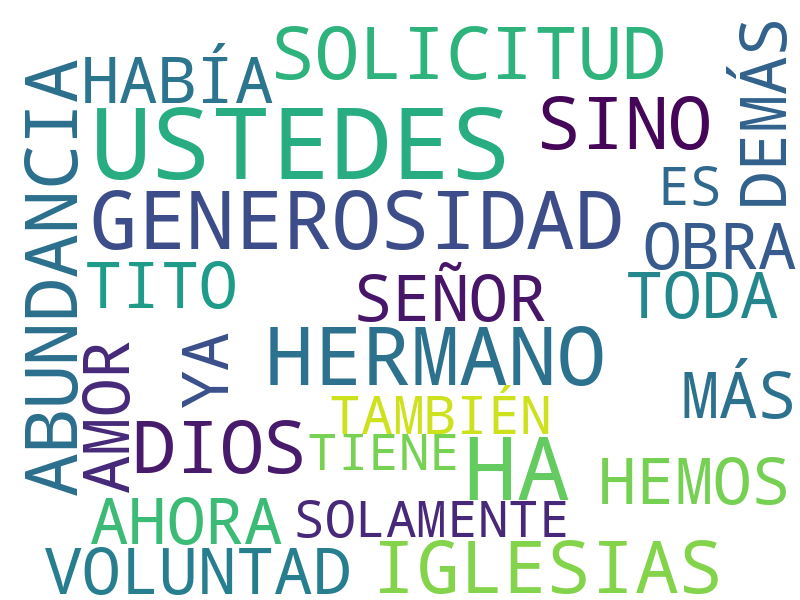 SOLICITUD
HABÍA
DEMÁS
ABUNDANCIA
USTEDES
SINO
ES
GENEROSIDAD
OBRA
TITO
SEÑOR
TODA
HERMANO
YA
AMOR
MÁS
TAMBIÉN
DIOS
TIENE
HA
HEMOS
AHORA
SOLAMENTE
VOLUNTAD
IGLESIAS